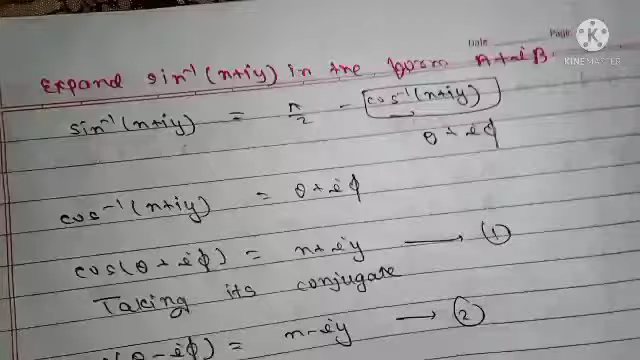 Date
Page
KINEMASTER
Expand sin⁻¹(x+iy) in the form A+iB.
sin⁻¹(x+iy) = π/2 - cos⁻¹(x+iy)
θ+iϕ
cos⁻¹(x+iy) = θ+iϕ
cos(θ+iϕ) = x+iy → ①
Taking its conjugate
(θ-iϕ) = x-iy → ②